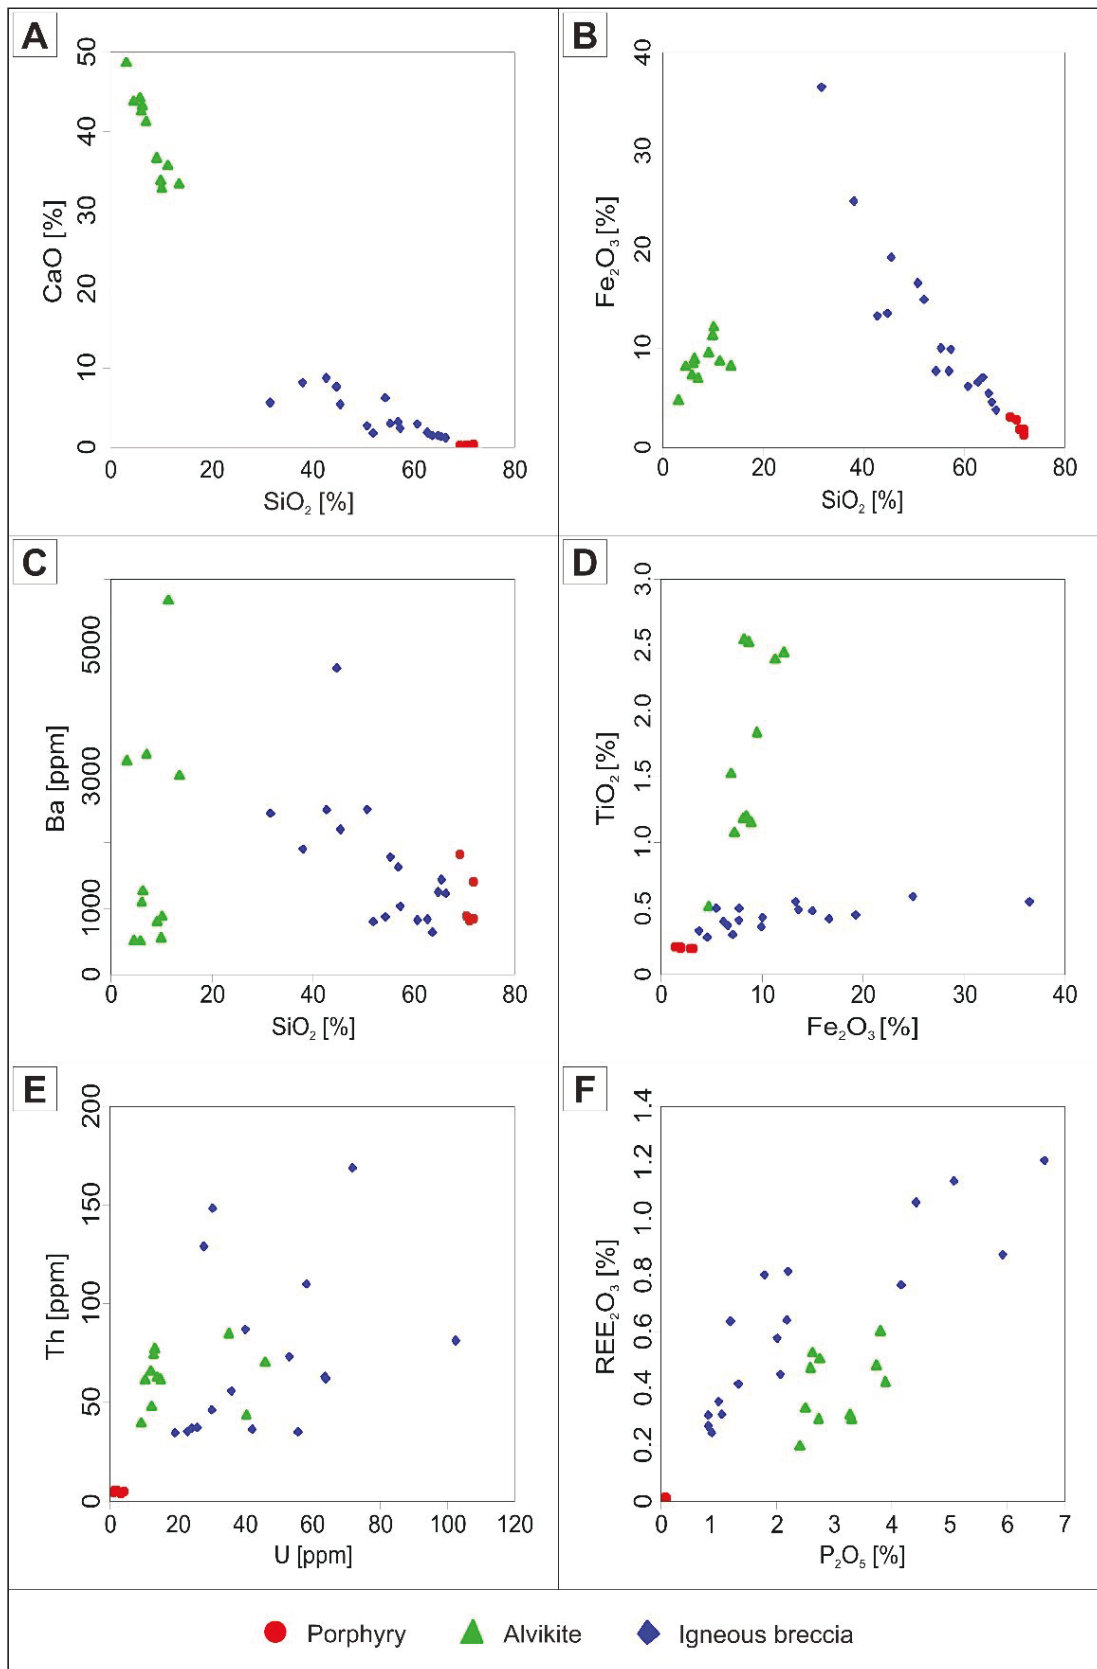 A
50
40
30
20
10
0
CaO [%]
0 20 40 60 80
SiO₂ [%]
B
40
30
20
10
0
Fe₂O₃ [%]
0 20 40 60 80
SiO₂ [%]
C
5000
3000
1000
0
Ba [ppm]
0 20 40 60 80
SiO₂ [%]
D
3.0
2.5
2.0
1.5
1.0
0.5
0
TiO₂ [%]
0 10 20 30 40
Fe₂O₃ [%]
E
200
150
100
50
0
Th [ppm]
0 20 40 60 80 100 120
U [ppm]
F
1.4
1.2
1.0
0.8
0.6
0.4
0.2
0
REE₂O₃ [%]
0 1 2 3 4 5 6 7
P₂O₅ [%]
Porphyry Alvikite Igneous breccia